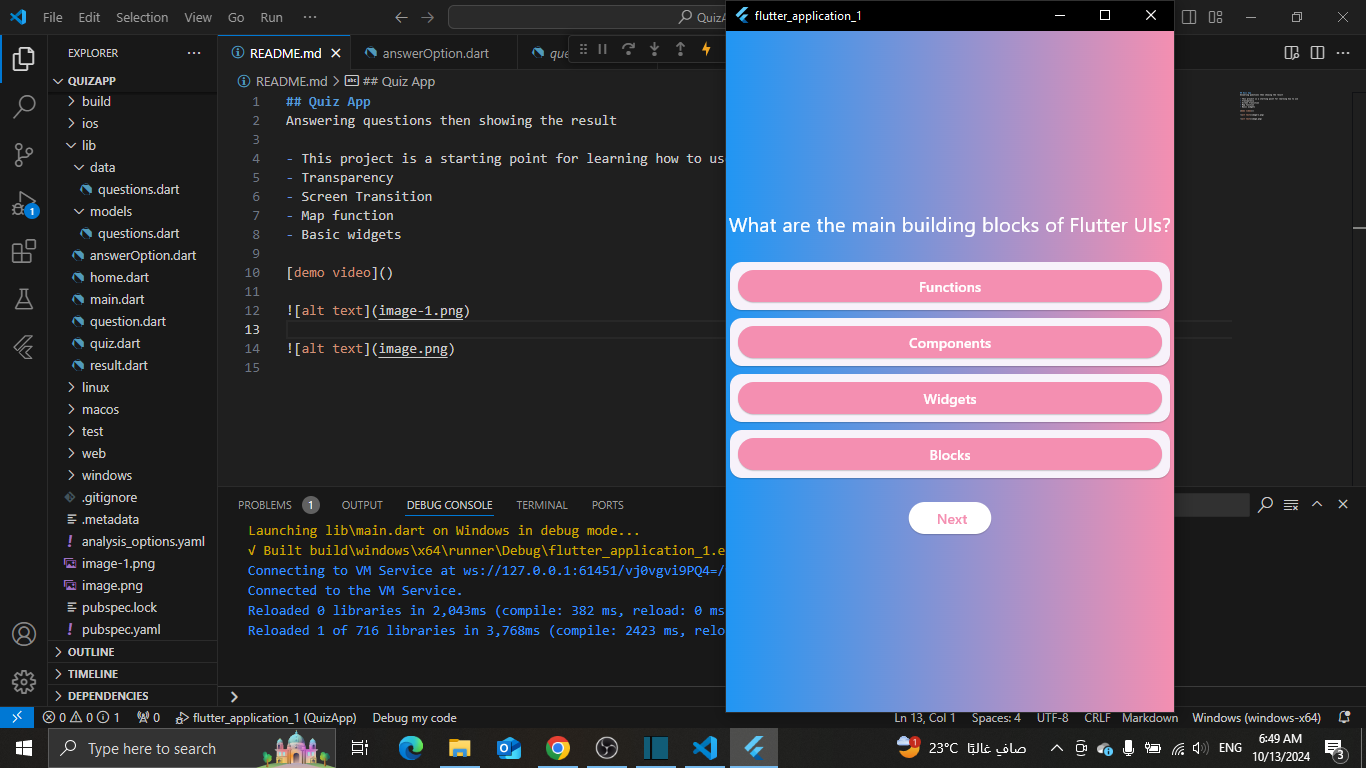 File Edit Selection View Go Run ···
QuizA
flutter_application_1
EXPLORER
QUIZAPP
build
ios
lib
data
questions.dart
models
questions.dart
answerOption.dart
home.dart
main.dart
question.dart
quiz.dart
result.dart
linux
macos
test
web
windows
.gitignore
.metadata
analysis_options.yaml
image-1.png
image.png
pubspec.lock
pubspec.yaml
OUTLINE
TIMELINE
DEPENDENCIES
1
README.md answerOption.dart que
README.md > ## Quiz App
1 ## Quiz App
2 Answering questions then showing the result
3
4 - This project is a starting point for learning how to us
5 - Transparency
6 - Screen Transition
7 - Map function
8 - Basic widgets
9
10 [demo video]()
11
12 ![alt text](image-1.png)
13
14 ![alt text](image.png)
15
PROBLEMS 1 OUTPUT DEBUG CONSOLE TERMINAL PORTS
Launching lib\main.dart on Windows in debug mode...
√ Built build\windows\x64\runner\Debug\flutter_application_1.e
Connecting to VM Service at ws://127.0.0.1:61451/vj0vgvi9PQ4=/
Connected to the VM Service.
Reloaded 0 libraries in 2,043ms (compile: 382 ms, reload: 0 ms
Reloaded 1 of 716 libraries in 3,768ms (compile: 2423 ms, relo
What are the main building blocks of Flutter UIs?
Functions
Components
Widgets
Blocks
Next
0 0 1 0 flutter_application_1 (QuizApp) Debug my code
Ln 13, Col 1 Spaces: 4 UTF-8 CRLF Markdown Windows (windows-x64)
Type here to search
1 23°C صافٍ غالبًا ENG
6:49 AM
10/13/2024
3